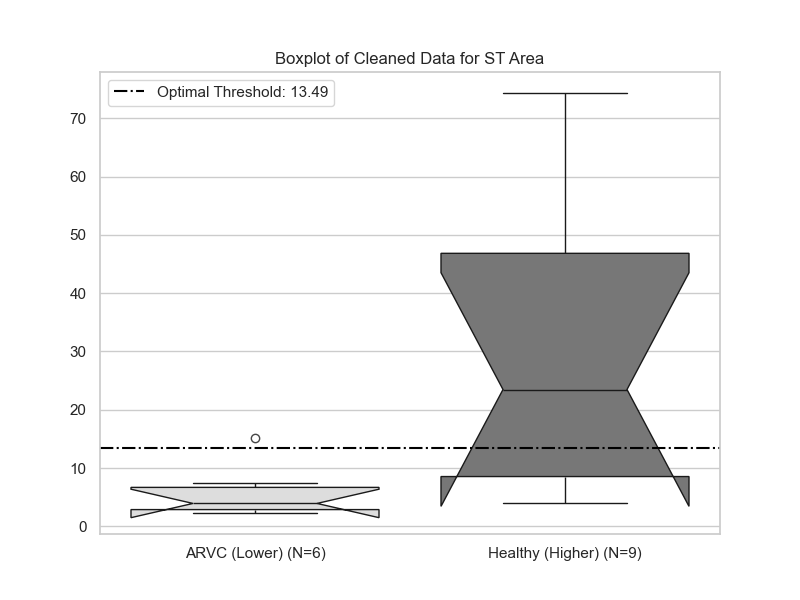 Boxplot of Cleaned Data for ST Area
Optimal Threshold: 13.49
70
60
50
40
30
20
10
0
ARVC (Lower) (N=6)
Healthy (Higher) (N=9)